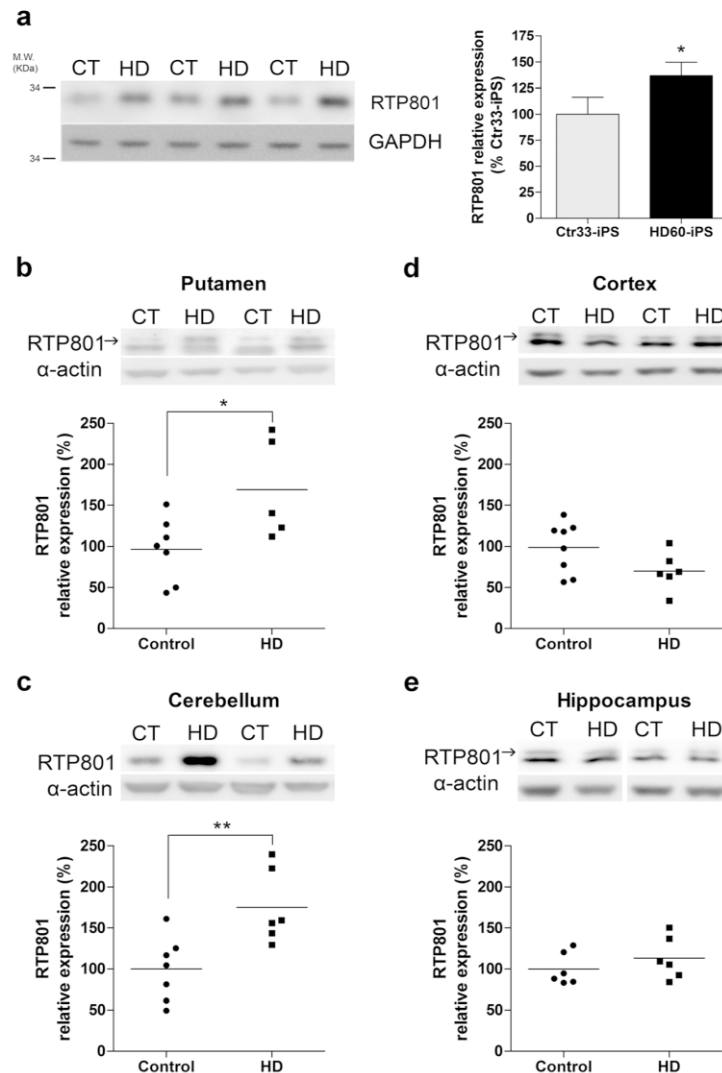 a
M.W.
(KDa)
CT HD CT HD CT HD
34
RTP801
GAPDH
34
RTP801 relative expression
(% Ctr33-iPS)
150
125
100
75
50
25
0
*
Ctr33-iPS HD60-iPS
b
Putamen
CT HD CT HD
RTP801→
α-actin
*
RTP801
relative expression (%)
250
200
150
100
50
0
Control HD
d
Cortex
CT HD CT HD
RTP801→
α-actin
RTP801
relative expression (%)
250
200
150
100
50
0
Control HD
c
Cerebellum
CT HD CT HD
RTP801
α-actin
**
RTP801
relative expression (%)
250
200
150
100
50
0
Control HD
e
Hippocampus
CT HD CT HD
RTP801→
α-actin
RTP801
relative expression (%)
250
200
150
100
50
0
Control HD